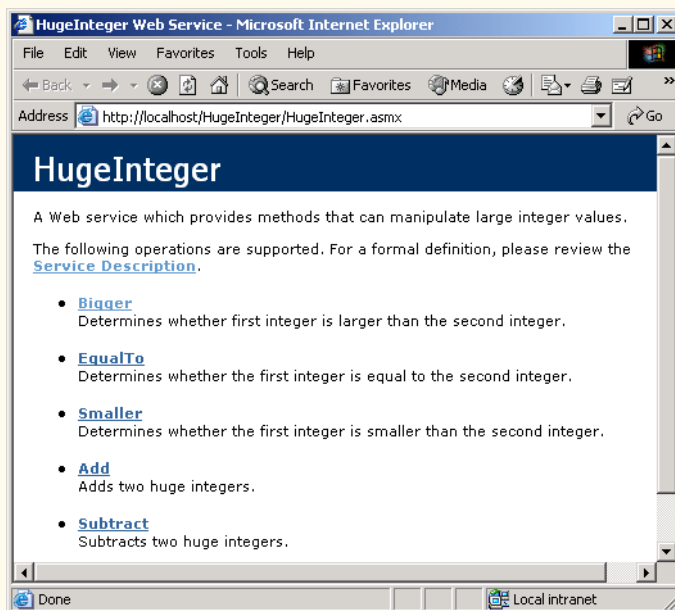 HugeInteger Web Service - Microsoft Internet Explorer
File Edit View Favorites Tools Help
Back Search Favorites Media »
Address http://localhost/HugeInteger/HugeInteger.asmx Go
HugeInteger
A Web service which provides methods that can manipulate large integer values.
The following operations are supported. For a formal definition, please review the
Service Description.
• Bigger
Determines whether first integer is larger than the second integer.
• EqualTo
Determines whether the first integer is equal to the second integer.
• Smaller
Determines whether the first integer is smaller than the second integer.
• Add
Adds two huge integers.
• Subtract
Subtracts two huge integers.
Done Local intranet